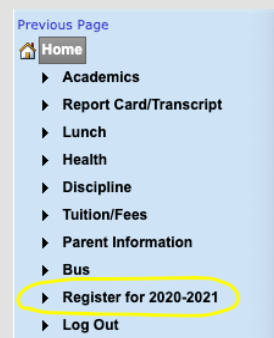 Previous Page
Home
Academics
Report Card/Transcript
Lunch
Health
Discipline
Tuition/Fees
Parent Information
Bus
Register for 2020-2021
Log Out